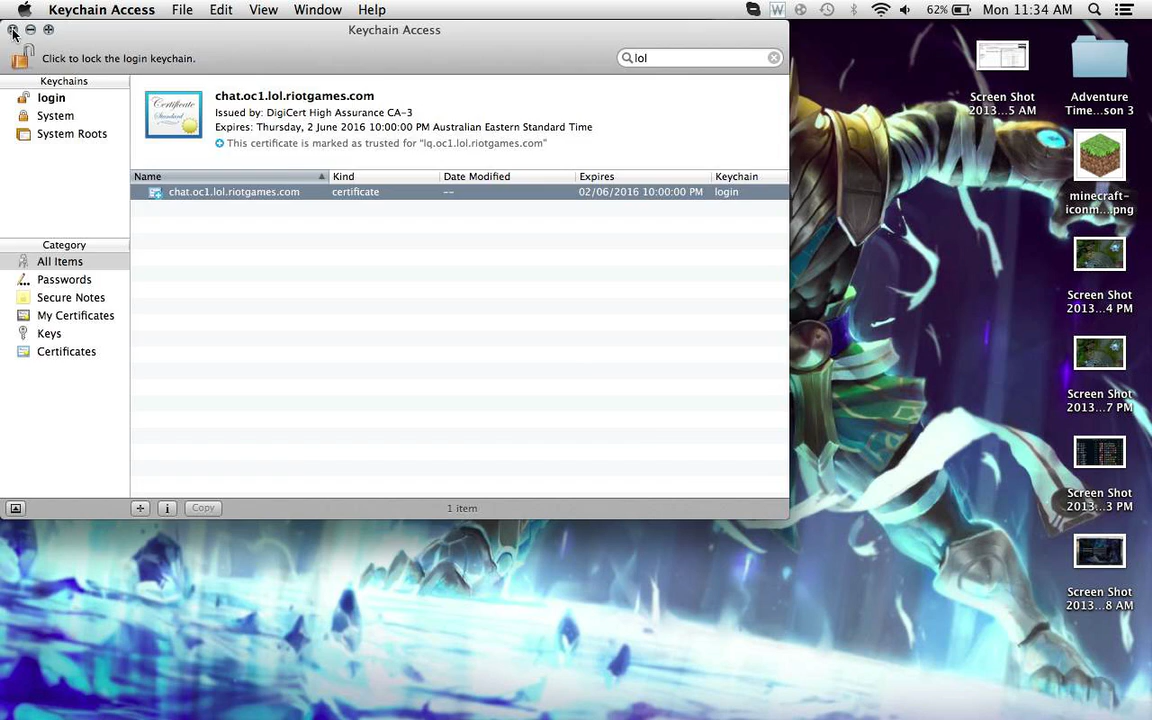 Keychain Access File Edit View Window Help
62% Mon 11:34 AM
Keychain Access
Click to lock the login keychain.
lol
Keychains
login
System
System Roots
chat.oc1.lol.riotgames.com
Issued by: DigiCert High Assurance CA-3
Expires: Thursday, 2 June 2016 10:00:00 PM Australian Eastern Standard Time
This certificate is marked as trusted for "lq.oc1.lol.riotgames.com"
Name Kind Date Modified Expires Keychain
chat.oc1.lol.riotgames.com certificate -- 02/06/2016 10:00:00 PM login
Category
All Items
Passwords
Secure Notes
My Certificates
Keys
Certificates
Copy
1 item
Screen Shot
2013...5 AM
Adventure
Time...son 3
minecraft-
iconm...png
Screen Shot
2013...4 PM
Screen Shot
2013...7 PM
Screen Shot
2013...3 PM
Screen Shot
2013...8 AM